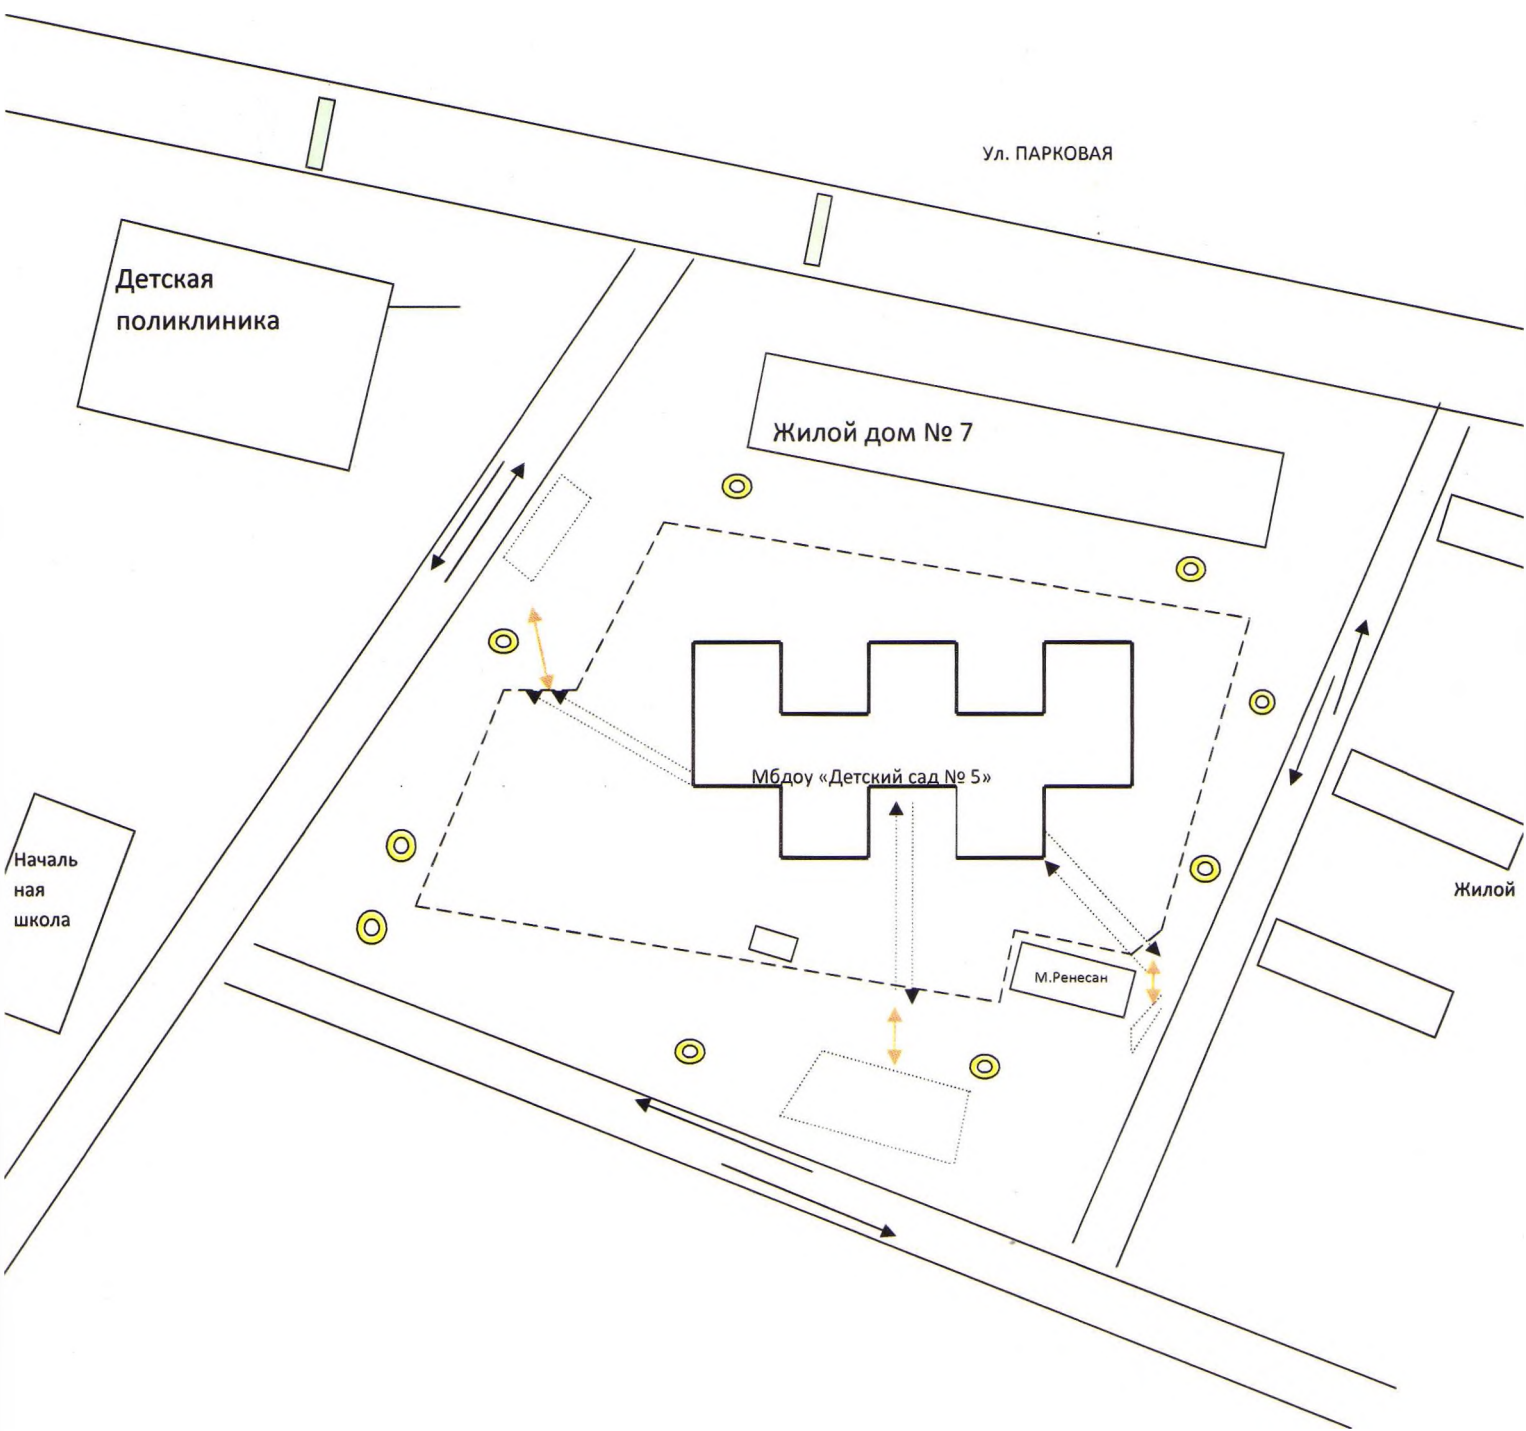 Ул. ПАРКОВАЯ
Детская
поликлиника
Жилой дом № 7
Мбдоу «Детский сад № 5»
Началь
ная
школа
Жилой
М.Ренесан